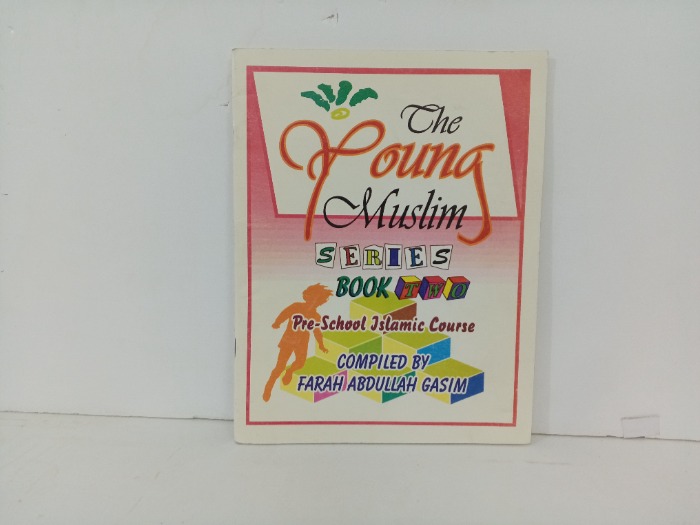 The
Young
Muslim
SERIES
BOOK TWO
Pre-School Islamic Course
COMPILED BY
FARAH ABDULLAH GASIM